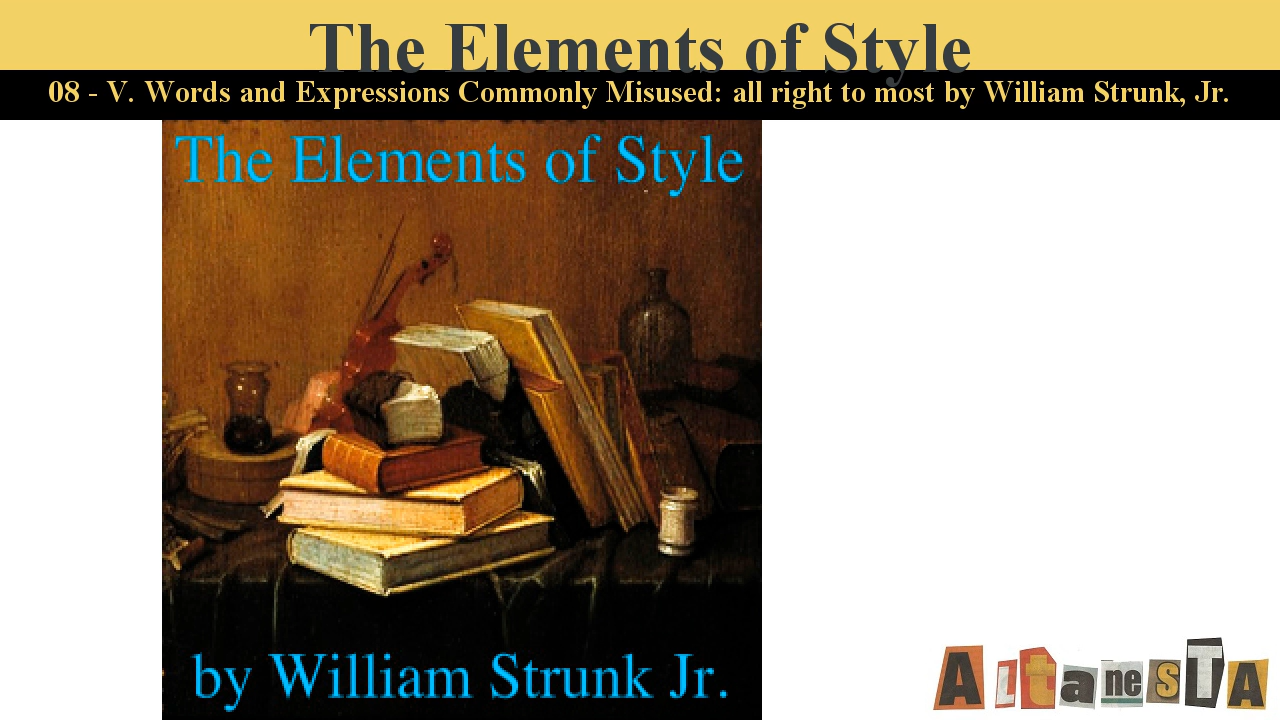 The Elements of Style
08 - V. Words and Expressions Commonly Misused: all right to most by William Strunk, Jr.
The Elements of Style
by William Strunk Jr.
AltanesTA